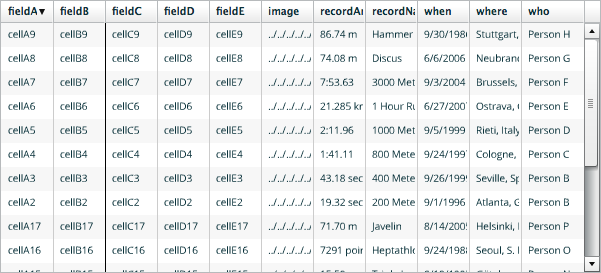 fieldA▼ fieldB fieldC fieldD fieldE image recordAr recordNa when where who
cellA9 cellB9 cellC9 cellD9 cellE9 ../../../../ 86.74 m Hammer 9/30/198 Stuttgart, Person H
cellA8 cellB8 cellC8 cellD8 cellE8 ../../../../ 74.08 m Discus 6/6/2006 Neubran Person G
cellA7 cellB7 cellC7 cellD7 cellE7 ../../../../ 7:53.63 3000 Met 9/3/2004 Brussels, Person F
cellA6 cellB6 cellC6 cellD6 cellE6 ../../../../ 21.285 km 1 Hour Ru 6/27/200 Ostrava, Person E
cellA5 cellB5 cellC5 cellD5 cellE5 ../../../../ 2:11.96 1000 Met 9/5/1999 Rieti, Italy Person D
cellA4 cellB4 cellC4 cellD4 cellE4 ../../../../ 1:41.11 800 Mete 9/24/199 Cologne, Person C
cellA3 cellB3 cellC3 cellD3 cellE3 ../../../../ 43.18 sec 400 Mete 9/26/199 Seville, Sp Person B
cellA2 cellB2 cellC2 cellD2 cellE2 ../../../../ 19.32 sec 200 Mete 9/1/1996 Atlanta, G Person B
cellA17 cellB17 cellC17 cellD17 cellE17 ../../../../ 71.70 m Javelin 8/14/200 Helsinki, Person P
cellA16 cellB16 cellC16 cellD16 cellE16 ../../../../ 7291 poin Heptathl 9/24/198 Seoul, S. Person O